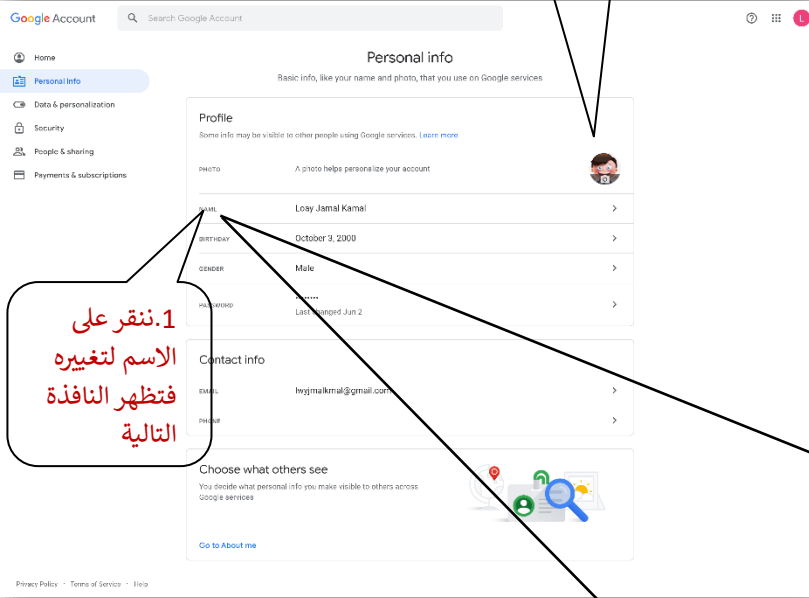 Google Account
Search Google Account
L
Home
Personal info
Data & personalization
Security
People & sharing
Payments & subscriptions
Personal info
Basic info, like your name and photo, that you use on Google services
Profile
Some info may be visible to other people using Google services. Learn more
PHOTO A photo helps personalize your account
NAME Loay Jamal Kamal
BIRTHDAY October 3, 2000
GENDER Male
PASSWORD ••••••••
Last changed Jun 2
1.ننقر على
الاسم لتغييره
فتظهر النافذة
التالية
Contact info
EMAIL lwyjmalkmal@gmail.com
PHONE
Choose what others see
You decide what personal info you make visible to others across
Google services
Go to About me
Privacy Policy · Terms of Service · Help